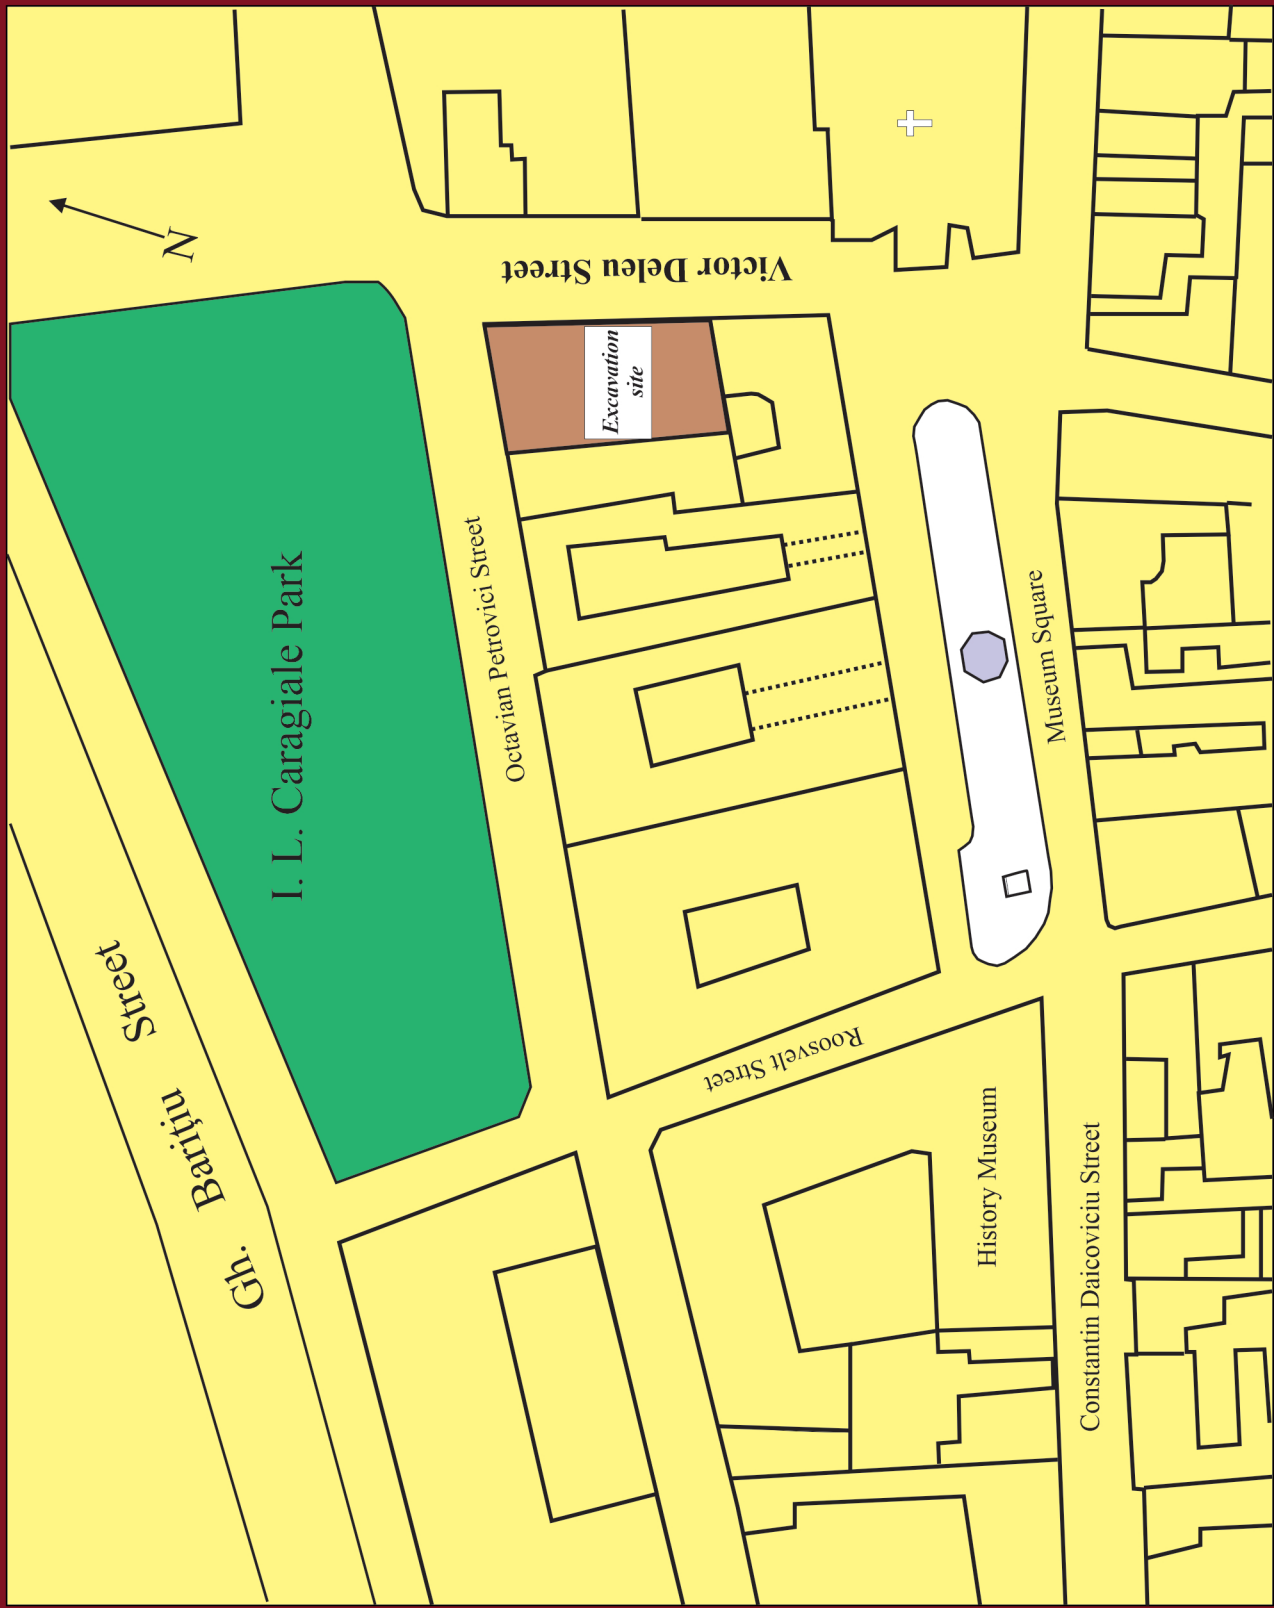 N
Victor Deleu Street
Excavation
site
I. L. Caragiale Park
Octavian Petrovici Street
Museum Square
Gh. Bariţiu Street
Roosvelt Street
History Museum
Constantin Daicoviciu Street